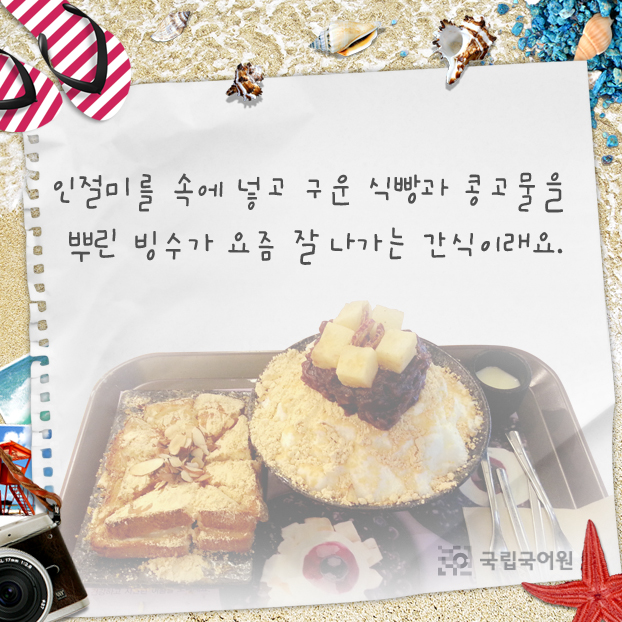 인절미를 속에 넣고 구운 식빵과 콩고물을
뿌린 빙수가 요즘 잘 나가는 간식이래요.
국립국어원